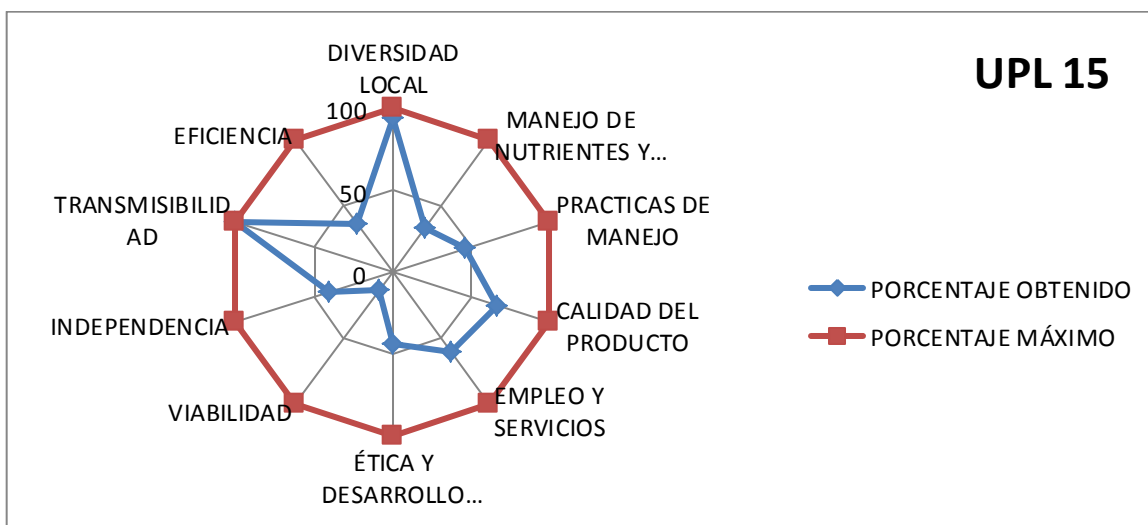 UPL 15
DIVERSIDAD
LOCAL
MANEJO DE
NUTRIENTES Y...
PRACTICAS DE
MANEJO
CALIDAD DEL
PRODUCTO
EMPLEO Y
SERVICIOS
ÉTICA Y
DESARROLLO...
VIABILIDAD
INDEPENDENCIA
TRANSMISIBILID
AD
EFICIENCIA
100
50
0
PORCENTAJE OBTENIDO
PORCENTAJE MÁXIMO